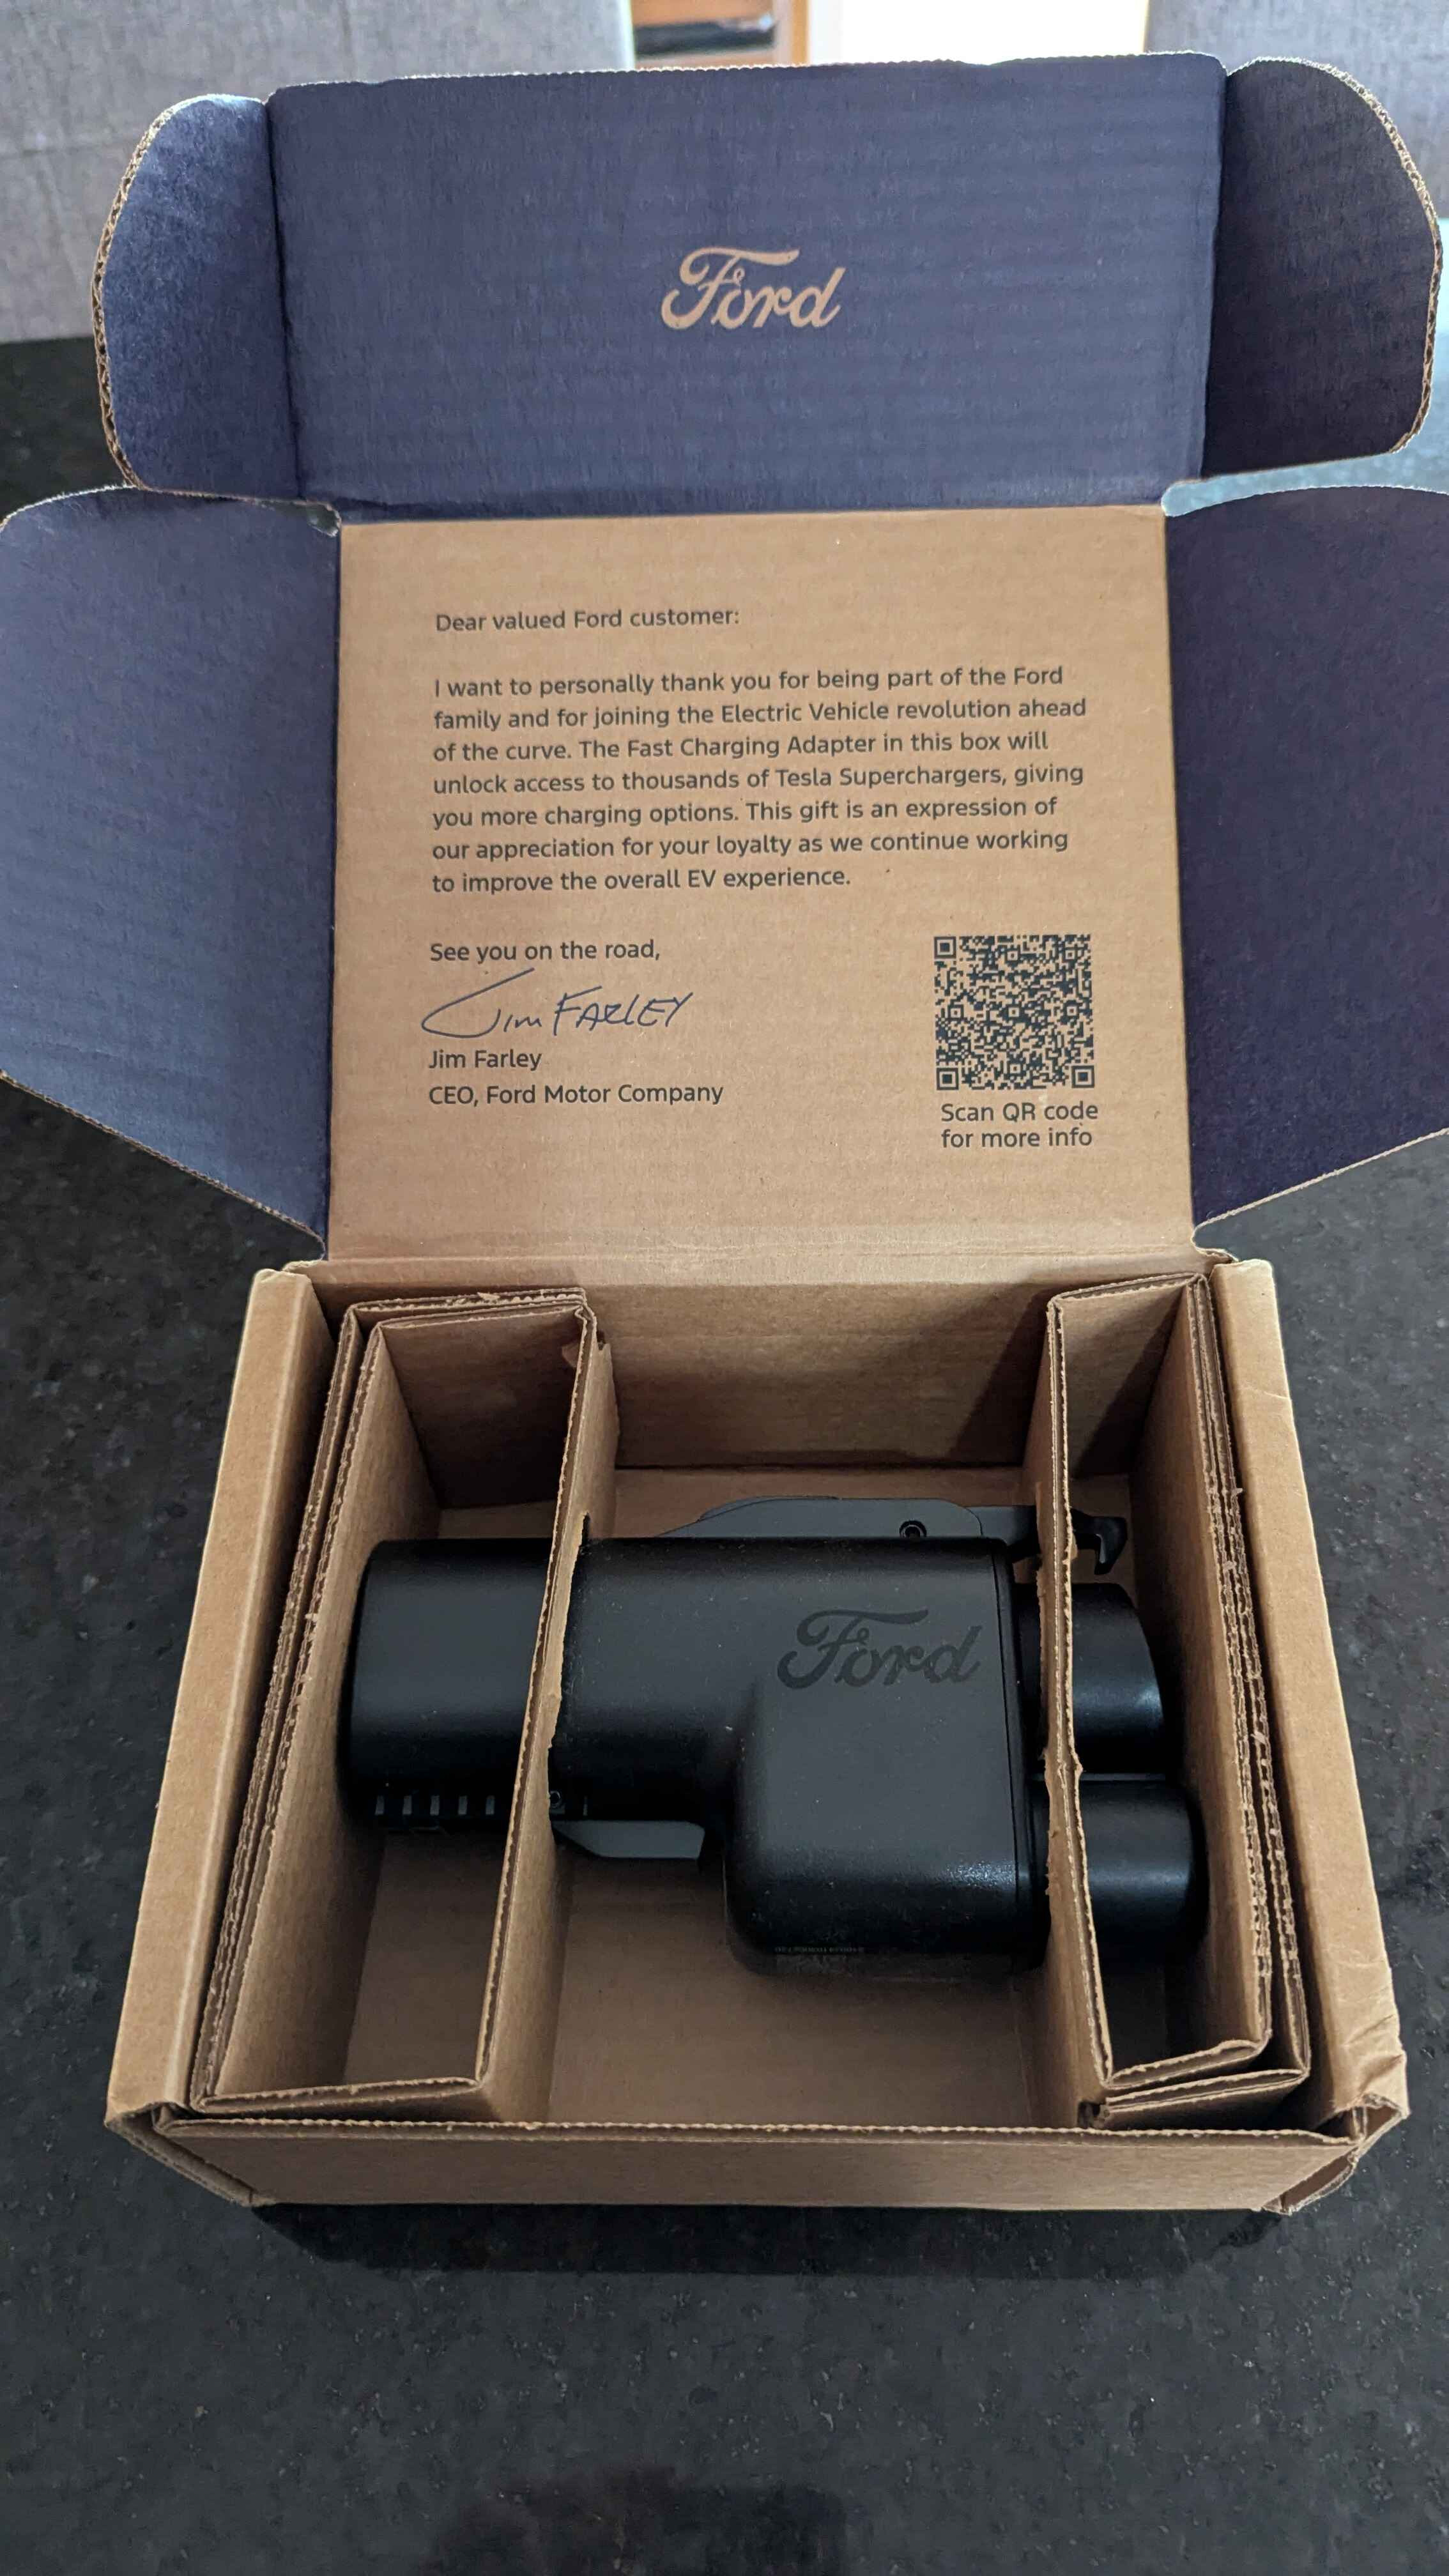 Ford
Dear valued Ford customer:
I want to personally thank you for being part of the Ford
family and for joining the Electric Vehicle revolution ahead
of the curve. The Fast Charging Adapter in this box will
unlock access to thousands of Tesla Superchargers, giving
you more charging options. This gift is an expression of
our appreciation for your loyalty as we continue working
to improve the overall EV experience.
See you on the road,
Jim FARLEY
Jim Farley
CEO, Ford Motor Company
Scan QR code
for more info
Ford